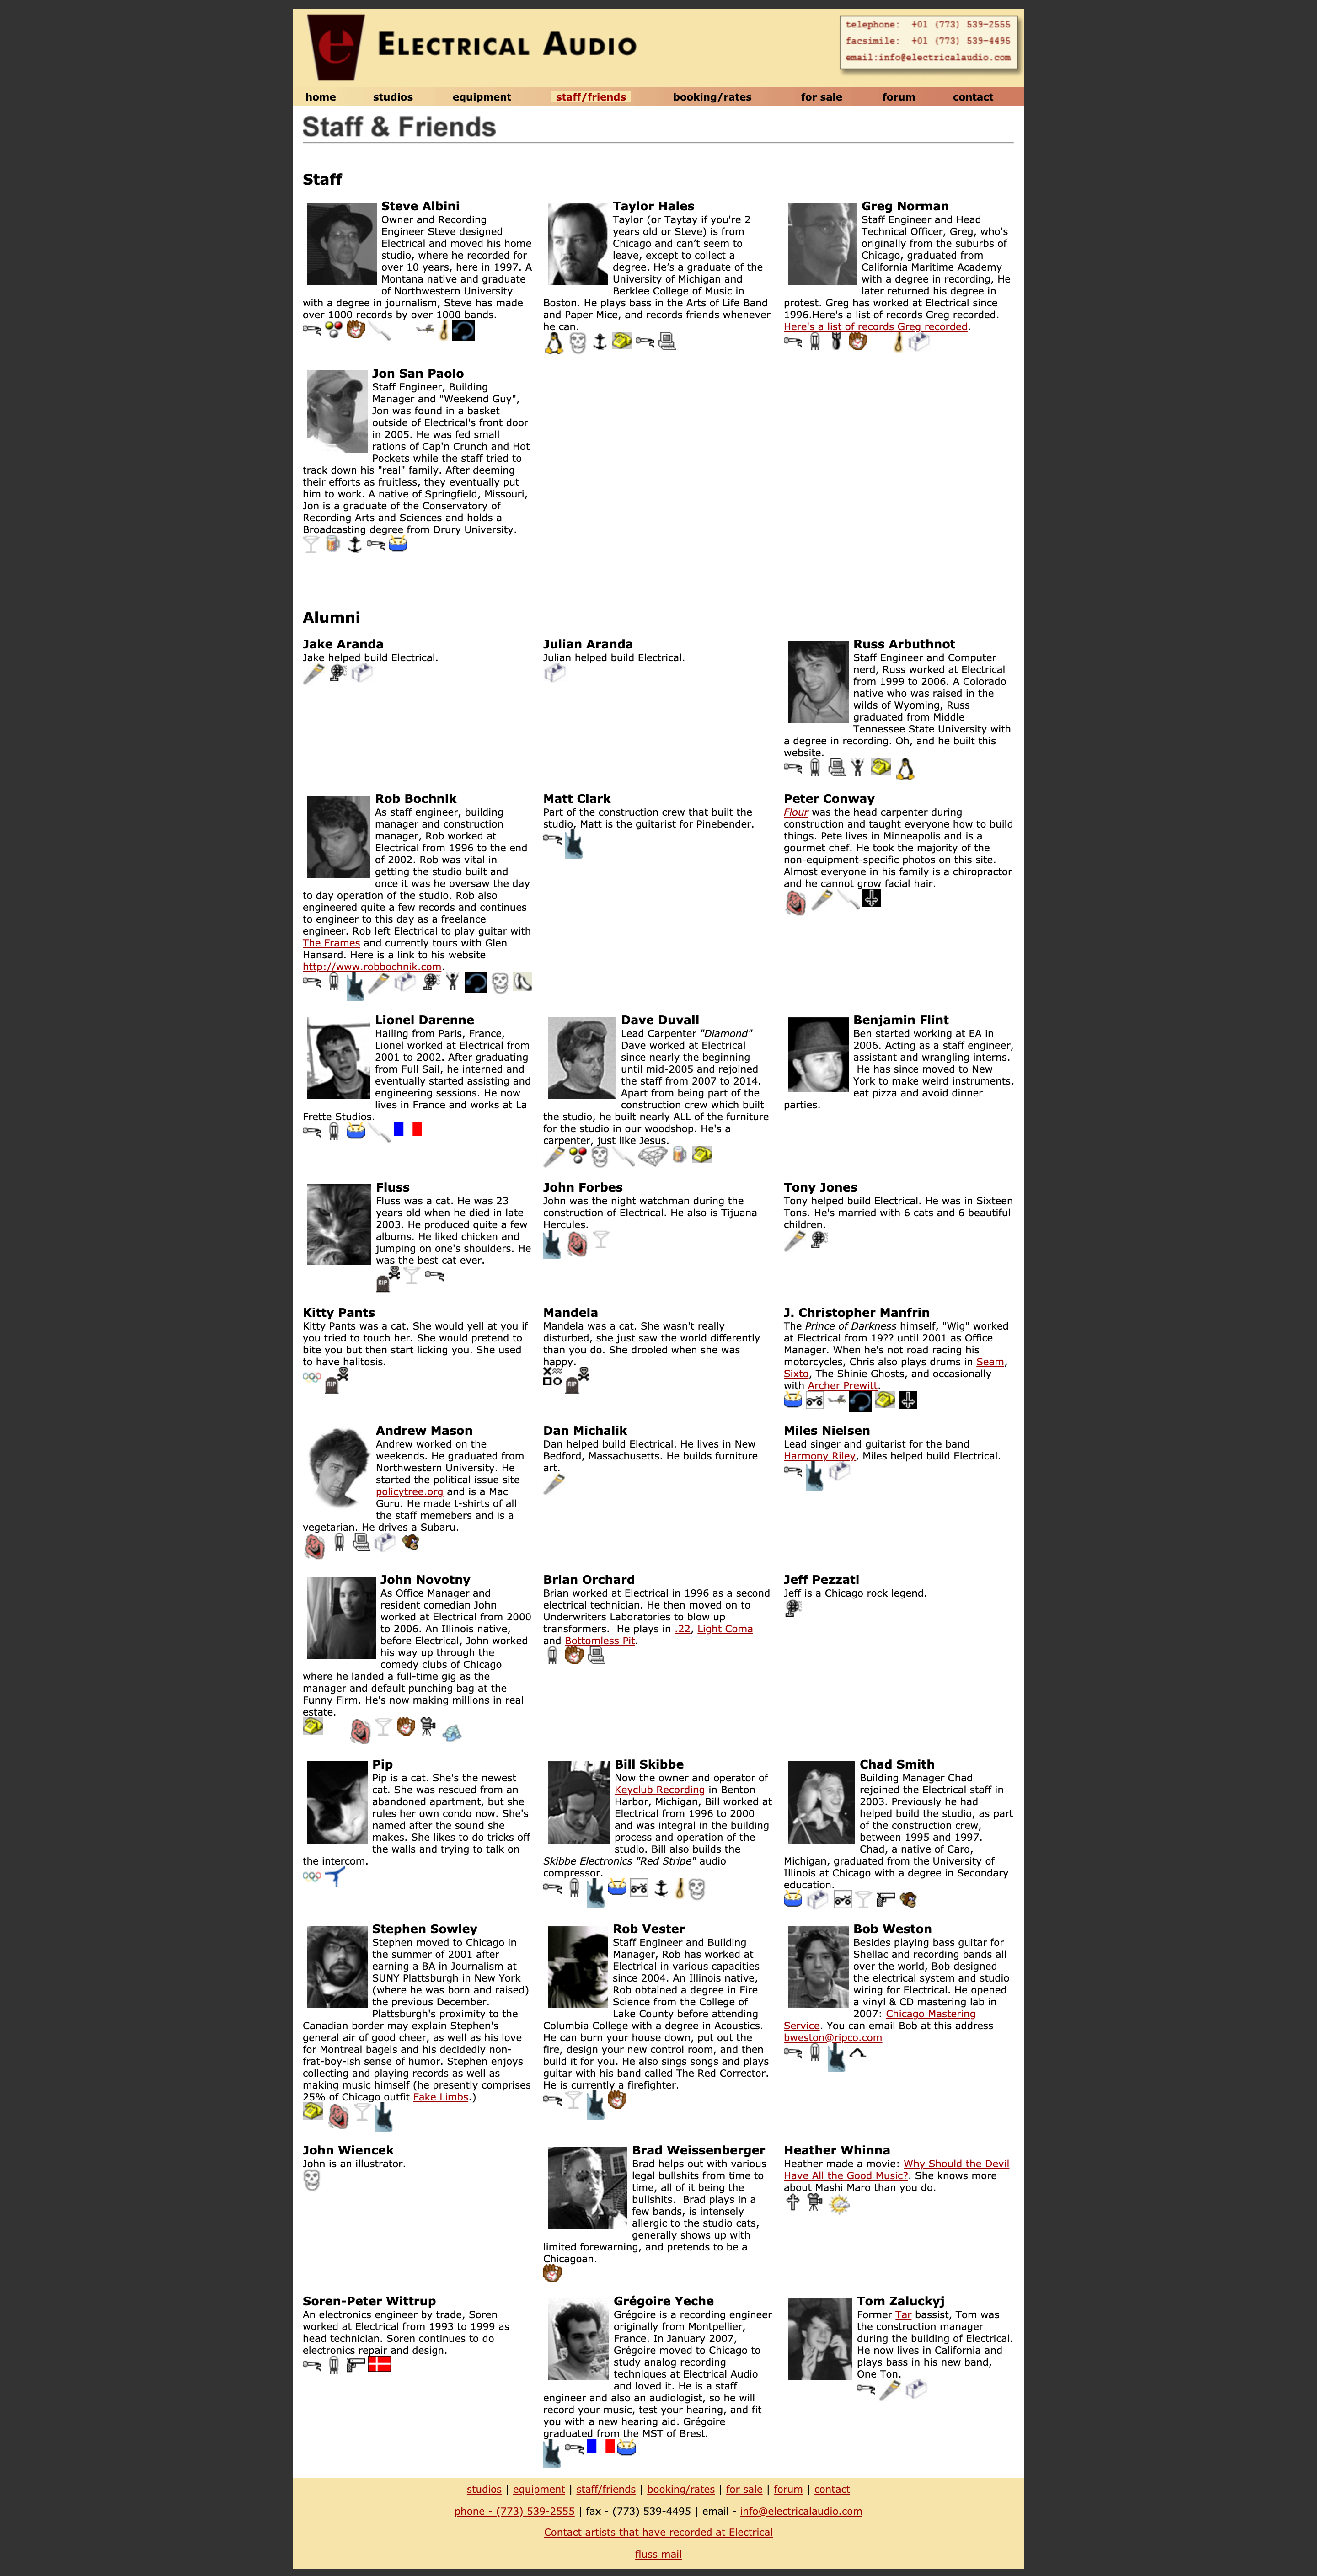 ELECTRICAL AUDIO
telephone: +01 (773) 539-2555
facsimile: +01 (773) 539-4495
email:info@electricalaudio.com
home studios equipment staff/friends booking/rates for sale forum contact
Staff & Friends
Staff
Steve Albini
Owner and Recording
Engineer Steve designed
Electrical and moved his home
studio, where he recorded for
over 10 years, here in 1997. A
Montana native and graduate
of Northwestern University
with a degree in journalism, Steve has made
over 1000 records by over 1000 bands.
Taylor Hales
Taylor (or Taytay if you're 2
years old or Steve) is from
Chicago and can't seem to
leave, except to collect a
degree. He's a graduate of the
University of Michigan and
Berklee College of Music in
Boston. He plays bass in the Arts of Life Band
and Paper Mice, and records friends whenever
he can.
Greg Norman
Staff Engineer and Head
Technical Officer, Greg, who's
originally from the suburbs of
Chicago, graduated from
California Maritime Academy
with a degree in recording, He
later returned his degree in
protest. Greg has worked at Electrical since
1996.Here's a list of records Greg recorded.
Here's a list of records Greg recorded.
Jon San Paolo
Staff Engineer, Building
Manager and "Weekend Guy",
Jon was found in a basket
outside of Electrical's front door
in 2005. He was fed small
rations of Cap'n Crunch and Hot
Pockets while the staff tried to
track down his "real" family. After deeming
their efforts as fruitless, they eventually put
him to work. A native of Springfield, Missouri,
Jon is a graduate of the Conservatory of
Recording Arts and Sciences and holds a
Broadcasting degree from Drury University.
Alumni
Jake Aranda
Jake helped build Electrical.
Julian Aranda
Julian helped build Electrical.
Russ Arbuthnot
Staff Engineer and Computer
nerd, Russ worked at Electrical
from 1999 to 2006. A Colorado
native who was raised in the
wilds of Wyoming, Russ
graduated from Middle
Tennessee State University with
a degree in recording. Oh, and he built this
website.
Rob Bochnik
As staff engineer, building
manager and construction
manager, Rob worked at
Electrical from 1996 to the end
of 2002. Rob was vital in
getting the studio built and
once it was he oversaw the day
to day operation of the studio. Rob also
engineered quite a few records and continues
to engineer to this day as a freelance
engineer. Rob left Electrical to play guitar with
The Frames and currently tours with Glen
Hansard. Here is a link to his website
http://www.robbochnik.com.
Matt Clark
Part of the construction crew that built the
studio, Matt is the guitarist for Pinebender.
Peter Conway
Flour was the head carpenter during
construction and taught everyone how to build
things. Pete lives in Minneapolis and is a
gourmet chef. He took the majority of the
non-equipment-specific photos on this site.
Almost everyone in his family is a chiropractor
and he cannot grow facial hair.
Lionel Darenne
Hailing from Paris, France,
Lionel worked at Electrical from
2001 to 2002. After graduating
from Full Sail, he interned and
eventually started assisting and
engineering sessions. He now
lives in France and works at La
Frette Studios.
Dave Duvall
Lead Carpenter "Diamond"
Dave worked at Electrical
since nearly the beginning
until mid-2005 and rejoined
the staff from 2007 to 2014.
Apart from being part of the
construction crew which built
the studio, he built nearly ALL of the furniture
for the studio in our woodshop. He's a
carpenter, just like Jesus.
Benjamin Flint
Ben started working at EA in
2006. Acting as a staff engineer,
assistant and wrangling interns.
He has since moved to New
York to make weird instruments,
eat pizza and avoid dinner
parties.
Fluss
Fluss was a cat. He was 23
years old when he died in late
2003. He produced quite a few
albums. He liked chicken and
jumping on one's shoulders. He
was the best cat ever.
RIP
John Forbes
John was the night watchman during the
construction of Electrical. He also is Tijuana
Hercules.
Tony Jones
Tony helped build Electrical. He was in Sixteen
Tons. He's married with 6 cats and 6 beautiful
children.
Kitty Pants
Kitty Pants was a cat. She would yell at you if
you tried to touch her. She would pretend to
bite you but then start licking you. She used
to have halitosis.
RIP
Mandela
Mandela was a cat. She wasn't really
disturbed, she just saw the world differently
than you do. She drooled when she was
happy.
RIP
J. Christopher Manfrin
The Prince of Darkness himself, "Wig" worked
at Electrical from 19?? until 2001 as Office
Manager. When he's not road racing his
motorcycles, Chris also plays drums in Seam,
Sixto, The Shinie Ghosts, and occasionally
with Archer Prewitt.
Andrew Mason
Andrew worked on the
weekends. He graduated from
Northwestern University. He
started the political issue site
policytree.org and is a Mac
Guru. He made t-shirts of all
the staff memebers and is a
vegetarian. He drives a Subaru.
Dan Michalik
Dan helped build Electrical. He lives in New
Bedford, Massachusetts. He builds furniture
art.
Miles Nielsen
Lead singer and guitarist for the band
Harmony Riley, Miles helped build Electrical.
John Novotny
As Office Manager and
resident comedian John
worked at Electrical from 2000
to 2006. An Illinois native,
before Electrical, John worked
his way up through the
comedy clubs of Chicago
where he landed a full-time gig as the
manager and default punching bag at the
Funny Firm. He's now making millions in real
estate.
Brian Orchard
Brian worked at Electrical in 1996 as a second
electrical technician. He then moved on to
Underwriters Laboratories to blow up
transformers. He plays in .22, Light Coma
and Bottomless Pit.
Jeff Pezzati
Jeff is a Chicago rock legend.
Pip
Pip is a cat. She's the newest
cat. She was rescued from an
abandoned apartment, but she
rules her own condo now. She's
named after the sound she
makes. She likes to do tricks off
the walls and trying to talk on
the intercom.
Bill Skibbe
Now the owner and operator of
Keyclub Recording in Benton
Harbor, Michigan, Bill worked at
Electrical from 1996 to 2000
and was integral in the building
process and operation of the
studio. Bill also builds the
Skibbe Electronics "Red Stripe" audio
compressor.
Chad Smith
Building Manager Chad
rejoined the Electrical staff in
2003. Previously he had
helped build the studio, as part
of the construction crew,
between 1995 and 1997.
Chad, a native of Caro,
Michigan, graduated from the University of
Illinois at Chicago with a degree in Secondary
education.
Stephen Sowley
Stephen moved to Chicago in
the summer of 2001 after
earning a BA in Journalism at
SUNY Plattsburgh in New York
(where he was born and raised)
the previous December.
Plattsburgh's proximity to the
Canadian border may explain Stephen's
general air of good cheer, as well as his love
for Montreal bagels and his decidedly non-
frat-boy-ish sense of humor. Stephen enjoys
collecting and playing records as well as
making music himself (he presently comprises
25% of Chicago outfit Fake Limbs.)
Rob Vester
Staff Engineer and Building
Manager, Rob has worked at
Electrical in various capacities
since 2004. An Illinois native,
Rob obtained a degree in Fire
Science from the College of
Lake County before attending
Columbia College with a degree in Acoustics.
He can burn your house down, put out the
fire, design your new control room, and then
build it for you. He also sings songs and plays
guitar with his band called The Red Corrector.
He is currently a firefighter.
Bob Weston
Besides playing bass guitar for
Shellac and recording bands all
over the world, Bob designed
the electrical system and studio
wiring for Electrical. He opened
a vinyl & CD mastering lab in
2007: Chicago Mastering
Service. You can email Bob at this address
bweston@ripco.com
John Wiencek
John is an illustrator.
Brad Weissenberger
Brad helps out with various
legal bullshits from time to
time, all of it being the
bullshits. Brad plays in a
few bands, is intensely
allergic to the studio cats,
generally shows up with
limited forewarning, and pretends to be a
Chicagoan.
Heather Whinna
Heather made a movie: Why Should the Devil
Have All the Good Music?. She knows more
about Mashi Maro than you do.
Soren-Peter Wittrup
An electronics engineer by trade, Soren
worked at Electrical from 1993 to 1999 as
head technician. Soren continues to do
electronics repair and design.
Grégoire Yeche
Grégoire is a recording engineer
originally from Montpellier,
France. In January 2007,
Grégoire moved to Chicago to
study analog recording
techniques at Electrical Audio
and loved it. He is a staff
engineer and also an audiologist, so he will
record your music, test your hearing, and fit
you with a new hearing aid. Grégoire
graduated from the MST of Brest.
Tom Zaluckyj
Former Tar bassist, Tom was
the construction manager
during the building of Electrical.
He now lives in California and
plays bass in his new band,
One Ton.
studios | equipment | staff/friends | booking/rates | for sale | forum | contact
phone - (773) 539-2555 | fax - (773) 539-4495 | email - info@electricalaudio.com
Contact artists that have recorded at Electrical
fluss mail